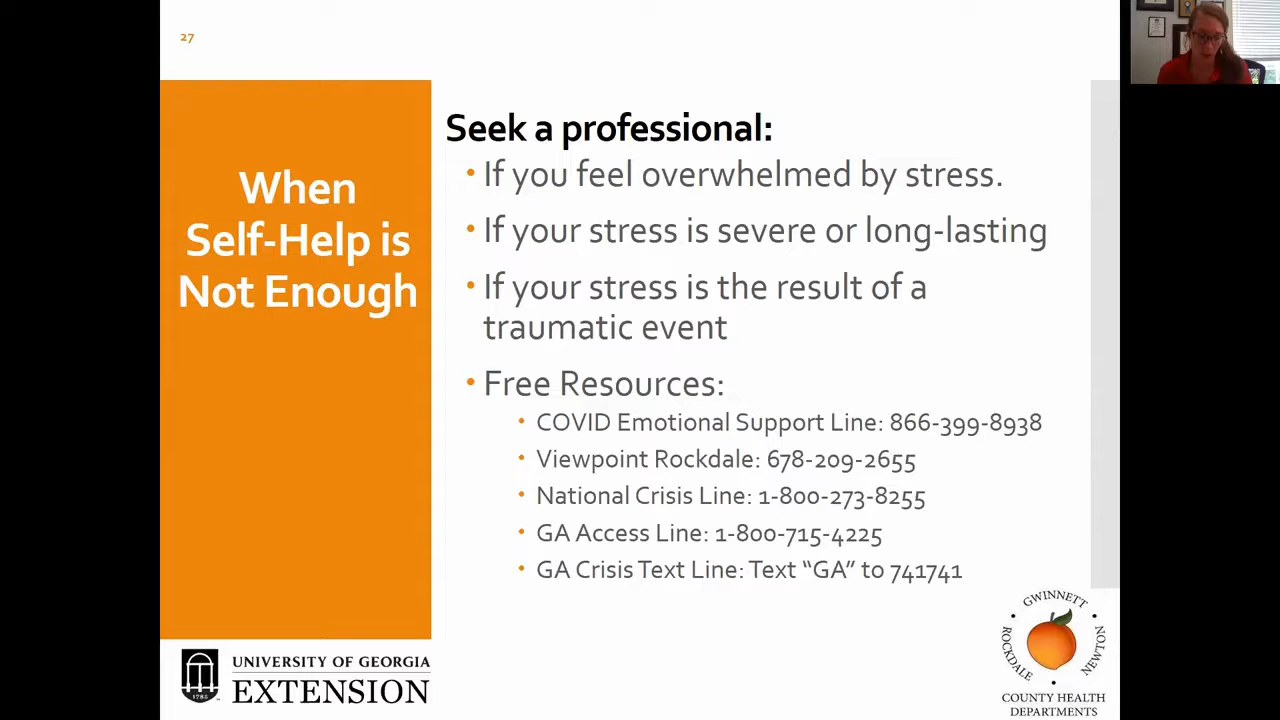 27
When
Self-Help is
Not Enough
Seek a professional:
• If you feel overwhelmed by stress.
• If your stress is severe or long-lasting
• If your stress is the result of a
traumatic event
• Free Resources:
• COVID Emotional Support Line: 866-399-8938
• Viewpoint Rockdale: 678-209-2655
• National Crisis Line: 1-800-273-8255
• GA Access Line: 1-800-715-4225
• GA Crisis Text Line: Text “GA” to 741741
1785
UNIVERSITY OF GEORGIA
EXTENSION
GWINNETT
ROCKDALE
NEWTON
COUNTY HEALTH
DEPARTMENTS